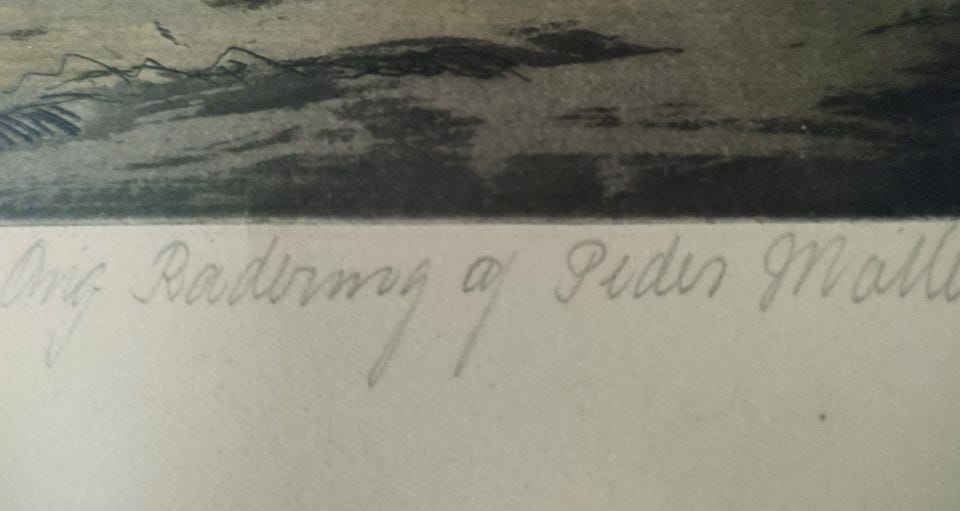 Orig Radering af Peder